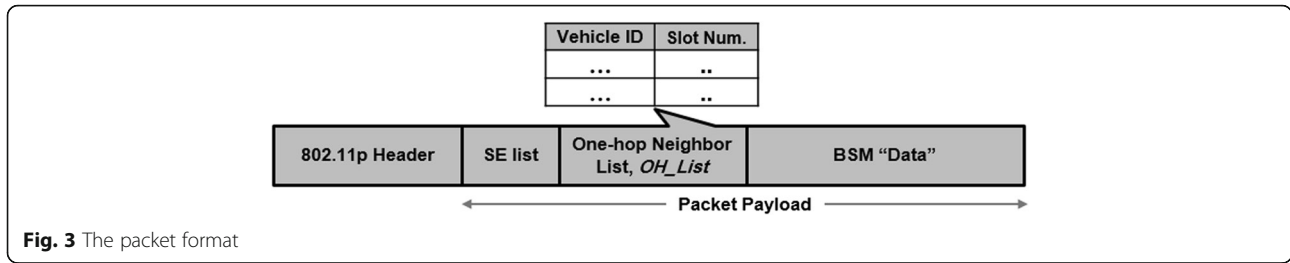 Vehicle ID Slot Num.
... ..
... ..
802.11p Header SE list One-hop Neighbor List, OH_List BSM “Data”
Packet Payload
Fig. 3 The packet format